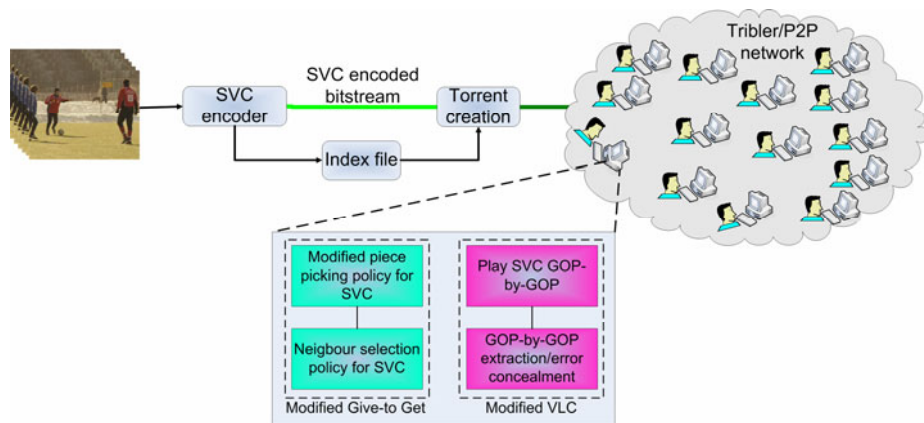 Tribler/P2P
network
SVC
encoder
SVC encoded
bitstream
Torrent
creation
Index file
Modified piece
picking policy for
SVC
Neigbour selection
policy for SVC
Modified Give-to Get
Play SVC GOP-
by-GOP
GOP-by-GOP
extraction/error
concealment
Modified VLC